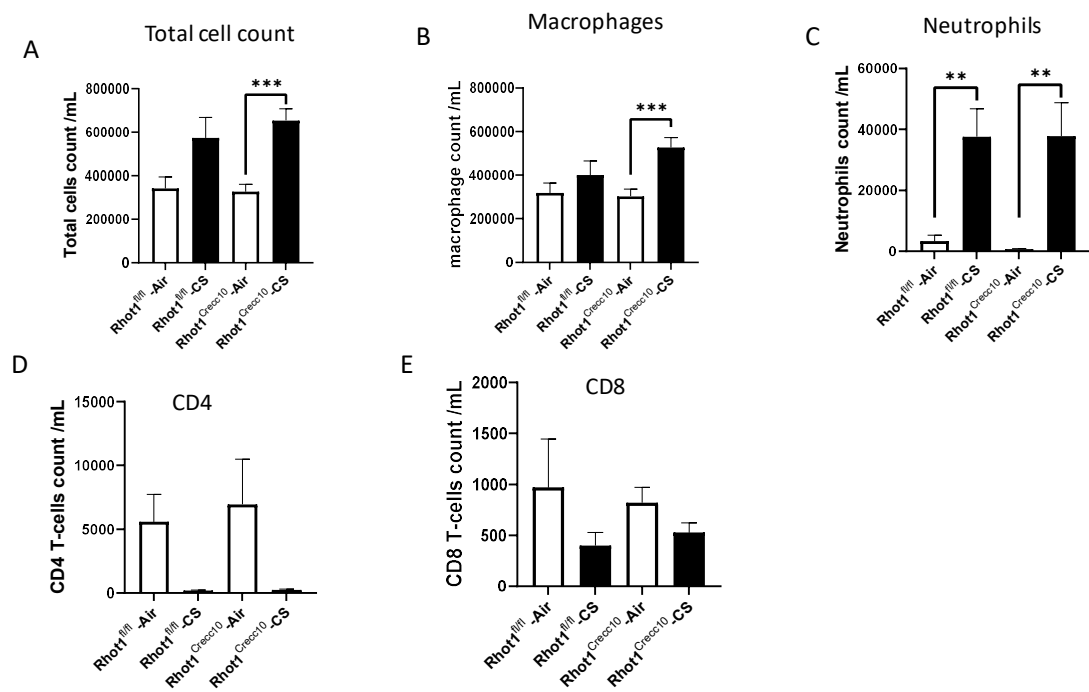 A
Total cell count
Total cells count /mL
800000
600000
400000
200000
0
***
Rhot1fl/fl -Air
Rhot1fl/fl -CS
Rhot1Crecc10 -Air
Rhot1Crecc10 -CS
B
Macrophages
macrophage count /mL
800000
600000
400000
200000
0
***
Rhot1fl/fl -Air
Rhot1fl/fl -CS
Rhot1Crecc10 -Air
Rhot1Crecc10 -CS
C
Neutrophils
Neutrophils count /mL
60000
40000
20000
0
**
**
Rhot1fl/fl -Air
Rhot1fl/fl -CS
Rhot1Crecc10 -Air
Rhot1Crecc10 -CS
D
CD4
CD4 T-cells count /mL
15000
10000
5000
0
Rhot1fl/fl -Air
Rhot1fl/fl -CS
Rhot1Crecc10 -Air
Rhot1Crecc10 -CS
E
CD8
CD8 T-cells count /mL
2000
1500
1000
500
0
Rhot1fl/fl -Air
Rhot1fl/fl -CS
Rhot1Crecc10 -Air
Rhot1Crecc10 -CS